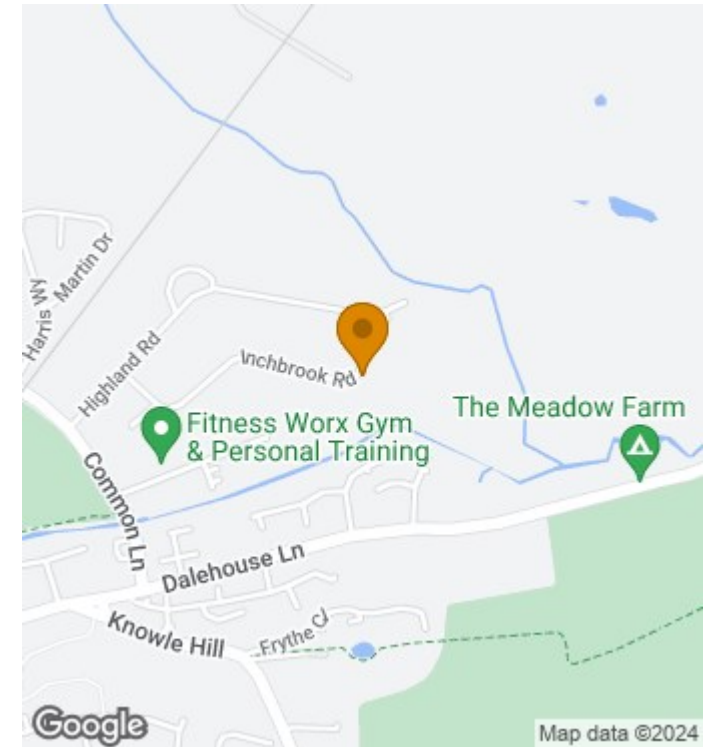 Harris Wy
Martin Dr
Highland Rd
Inchbrook Rd
The Meadow Farm
Fitness Worx Gym
& Personal Training
Common Ln
Dalehouse Ln
Knowle Hill
Frythe Cl
Google
Map data ©2024